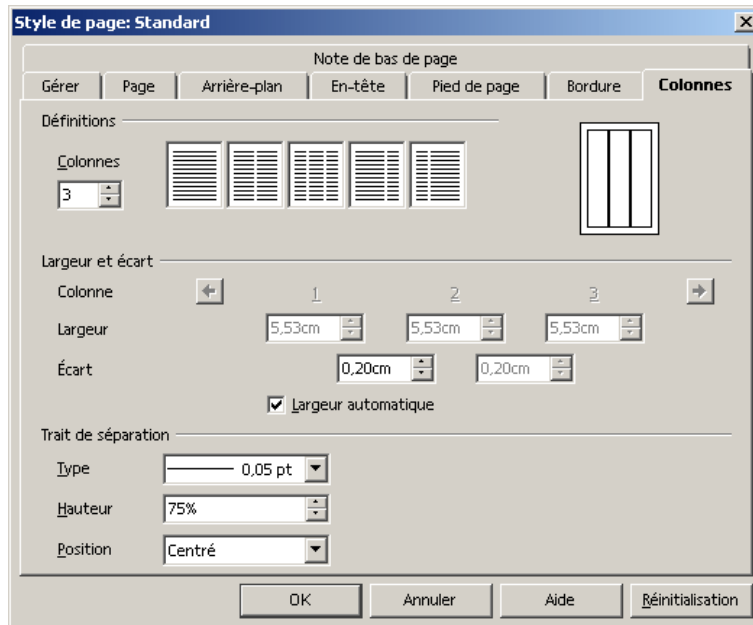 Style de page: Standard
Note de bas de page
Gérer Page Arrière-plan En-tête Pied de page Bordure Colonnes
Définitions
Colonnes
3
Largeur et écart
Colonne 1 2 3
Largeur 5,53cm 5,53cm 5,53cm
Écart 0,20cm 0,20cm
Largeur automatique
Trait de séparation
Type 0,05 pt
Hauteur 75%
Position Centré
OK Annuler Aide Réinitialisation